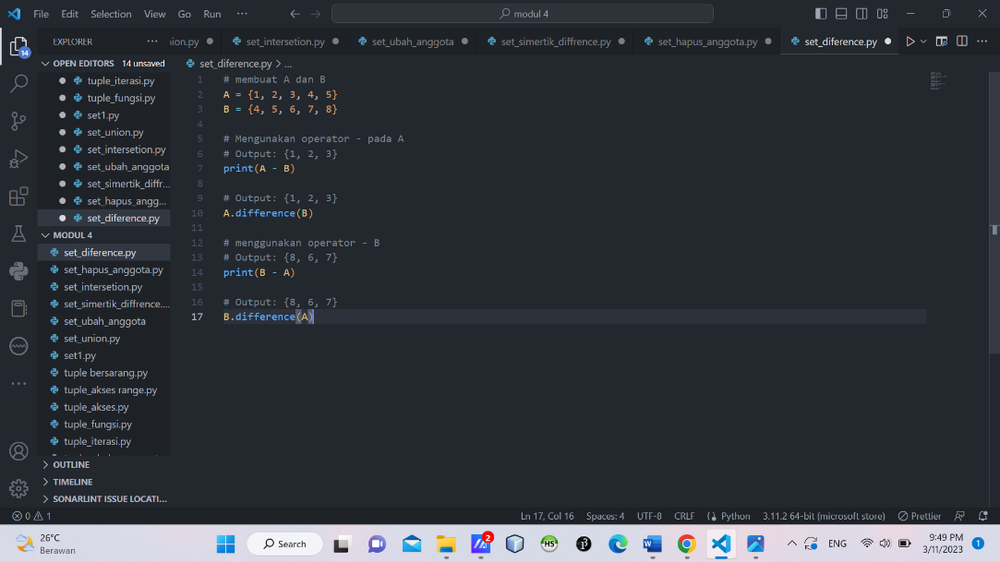 File Edit Selection View Go Run ··· modul 4
EXPLORER ···
ion.py set_intersetion.py set_ubah_anggota set_simertik_diffrence.py set_hapus_anggota.py set_diference.py
14
OPEN EDITORS 14 unsaved
tuple_iterasi.py
tuple_fungsi.py
set1.py
set_union.py
set_intersetion.py
set_ubah_anggota
set_simertik_diffr...
set_hapus_angg...
set_diference.py
MODUL 4
set_diference.py
set_hapus_anggota.py
set_intersetion.py
set_simertik_diffrence....
set_ubah_anggota
set_union.py
set1.py
tuple bersarang.py
tuple_akses range.py
tuple_akses.py
tuple_fungsi.py
tuple_iterasi.py
OUTLINE
TIMELINE
SONARLINT ISSUE LOCATI...
set_diference.py > ...
1 # membuat A dan B
2 A = {1, 2, 3, 4, 5}
3 B = {4, 5, 6, 7, 8}
4
5 # Mengunakan operator - pada A
6 # Output: {1, 2, 3}
7 print(A - B)
8
9 # Output: {1, 2, 3}
10 A.difference(B)
11
12 # menggunakan operator - B
13 # Output: {8, 6, 7}
14 print(B - A)
15
16 # Output: {8, 6, 7}
17 B.difference(A)
0 1 Ln 17, Col 16 Spaces: 4 UTF-8 CRLF Python 3.11.2 64-bit (microsoft store) Prettier
26°C
Berawan
Search
2
HS
ENG
9:49 PM
3/11/2023
1